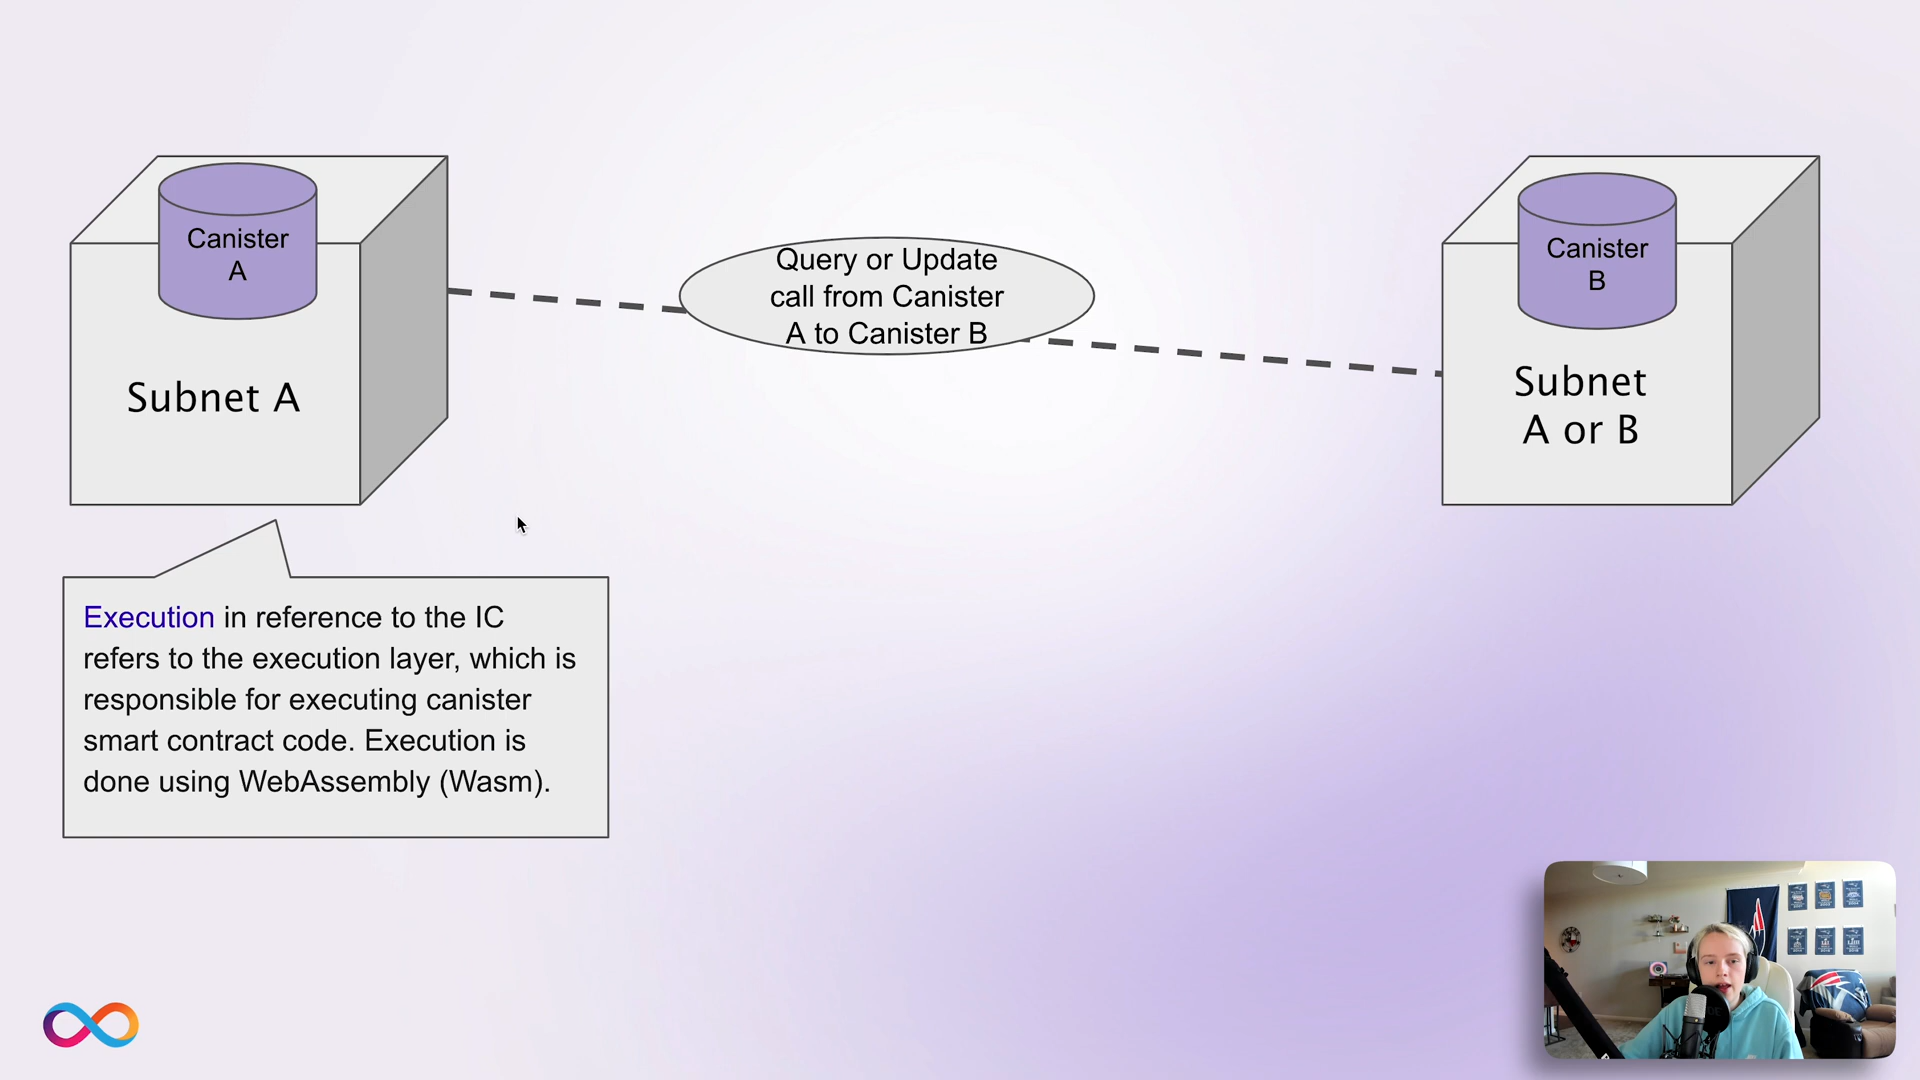 Canister
A
Subnet A
Query or Update
call from Canister
A to Canister B
Canister
B
Subnet
A or B
Execution in reference to the IC
refers to the execution layer, which is
responsible for executing canister
smart contract code. Execution is
done using WebAssembly (Wasm).